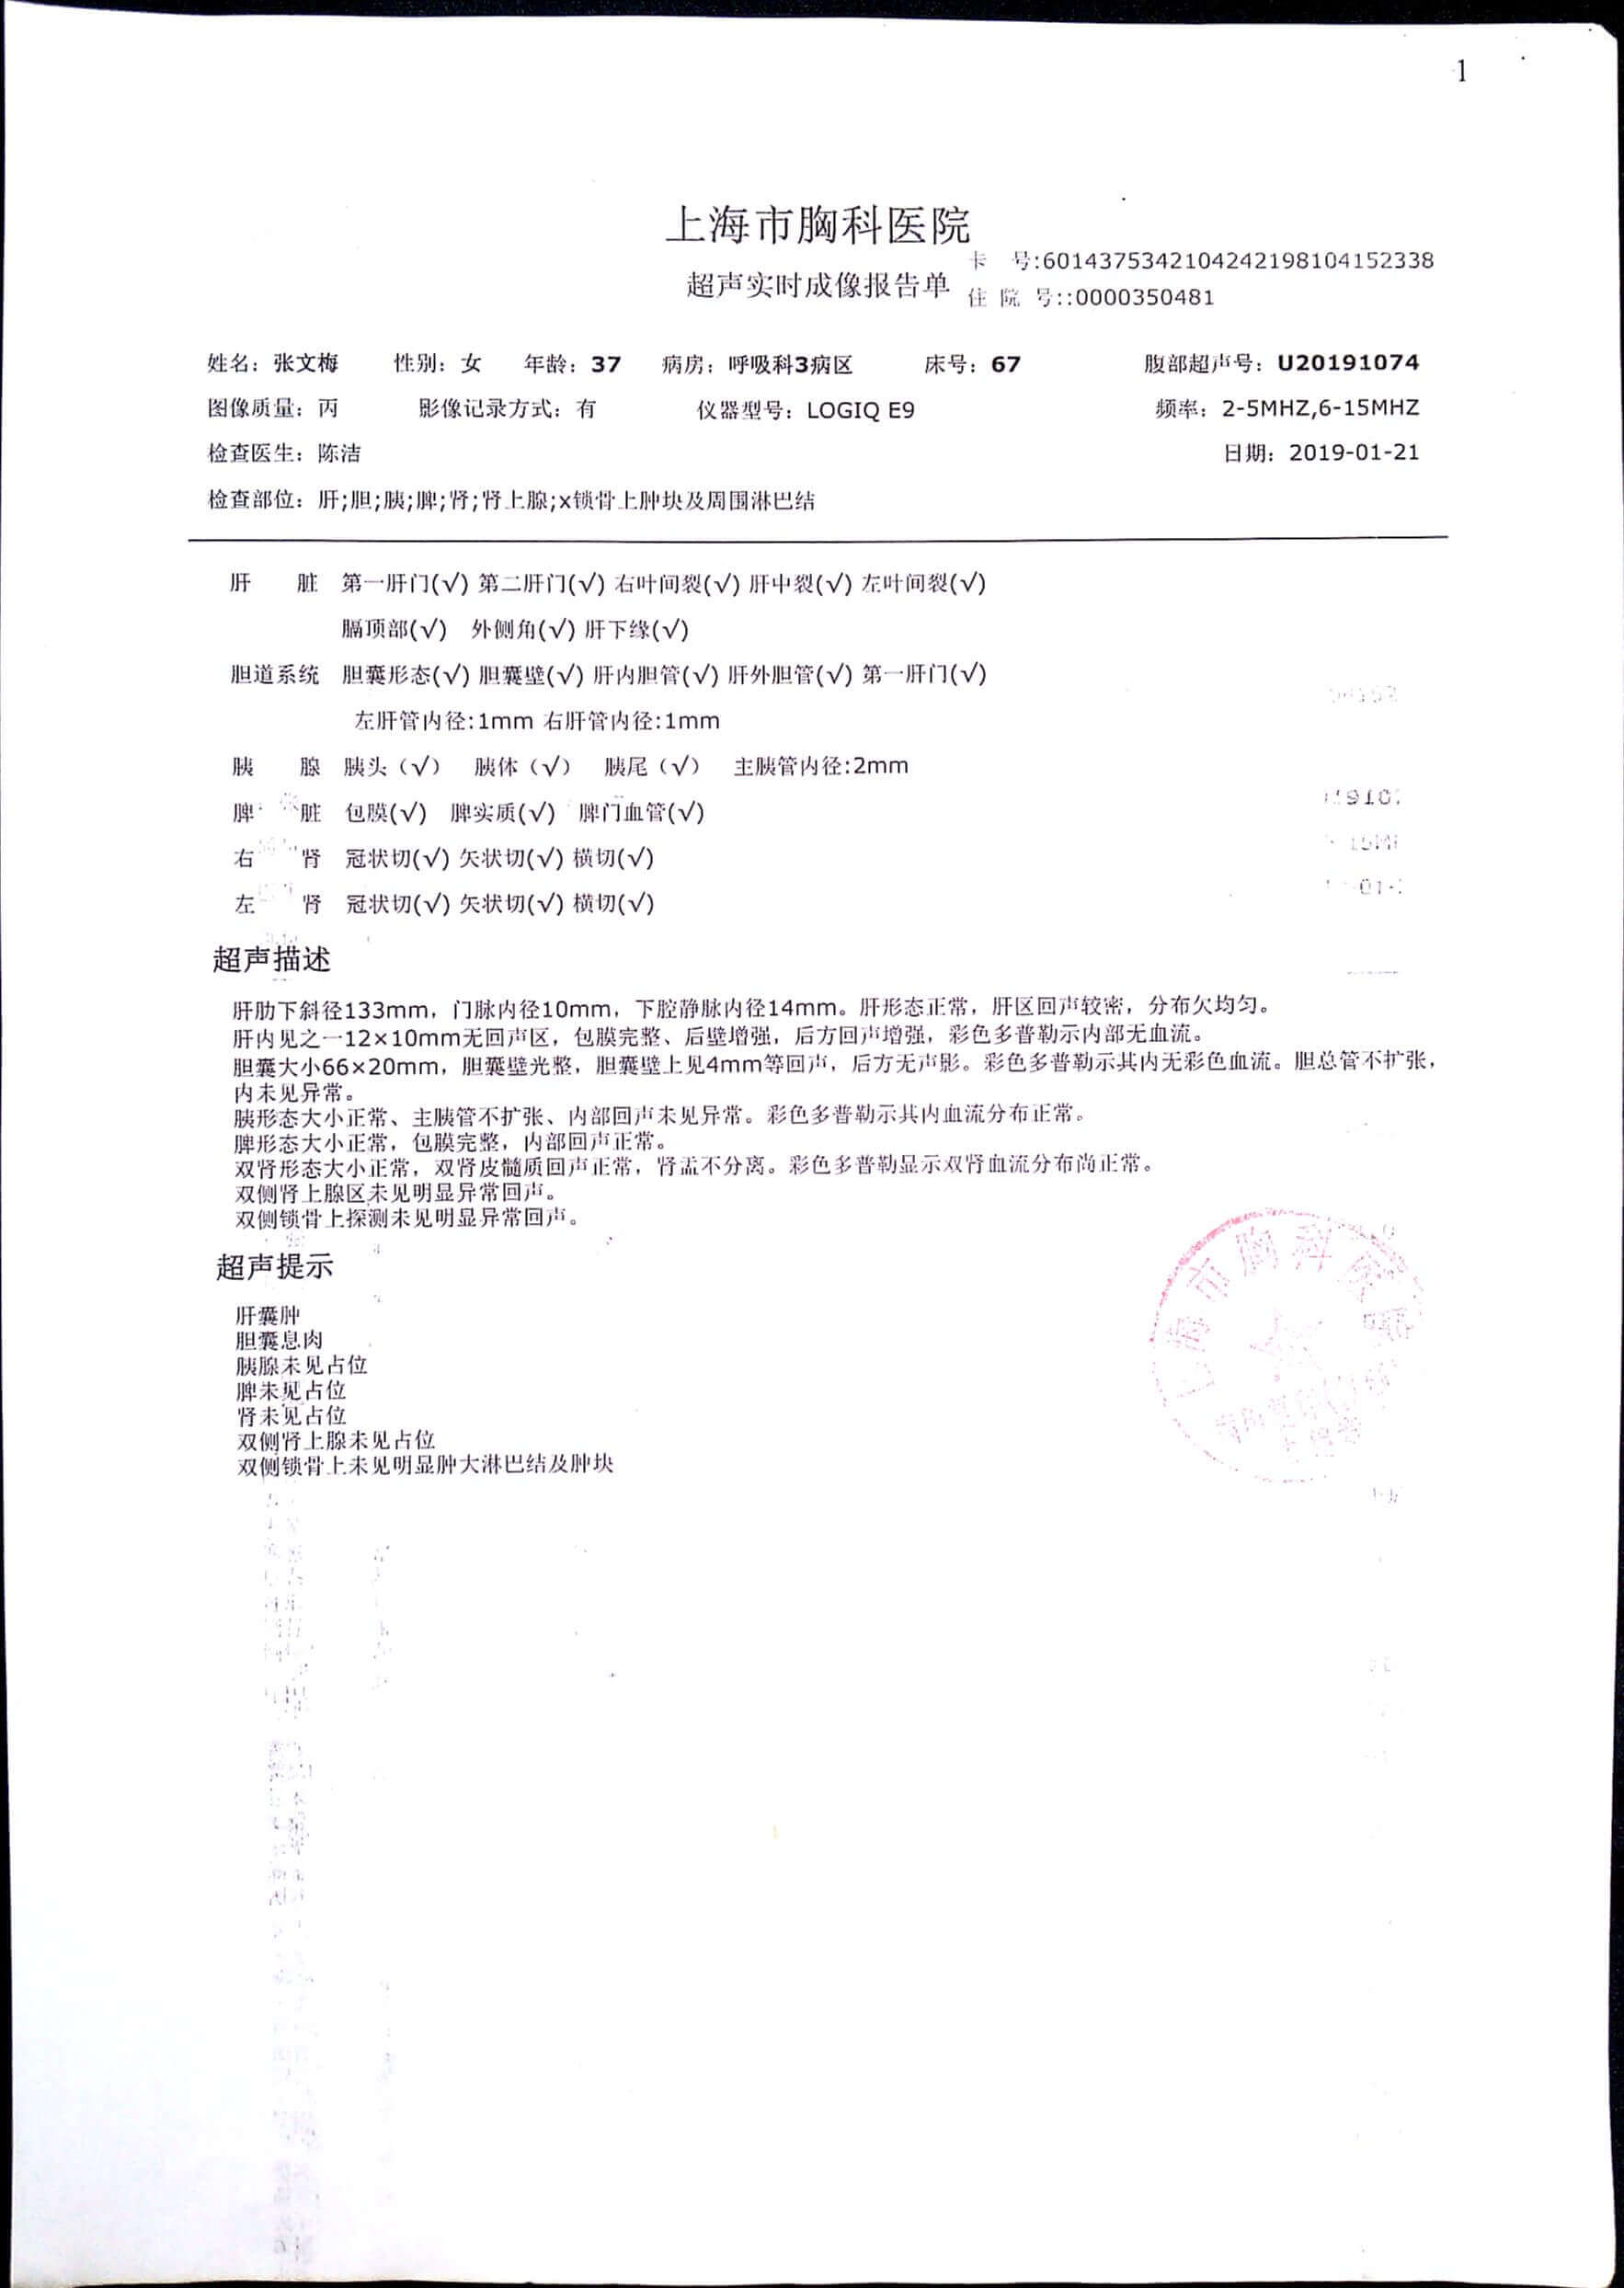 1
上海市胸科医院
卡 号:6014375342104242198104152338
超声实时成像报告单
住 院 号::0000350481
姓名：张文梅 性别：女 年龄：37 病房：呼吸科3病区 床号：67 腹部超声号：U20191074
图像质量：丙 影像记录方式：有 仪器型号：LOGIQ E9 频率：2-5MHZ,6-15MHZ
检查医生：陈洁 日期：2019-01-21
检查部位：肝;胆;胰;脾;肾;肾上腺;x锁骨上肿块及周围淋巴结
肝 脏 第一肝门(√) 第二肝门(√) 右叶间裂(√) 肝中裂(√) 左叶间裂(√)
膈顶部(√) 外侧角(√) 肝下缘(√)
胆道系统 胆囊形态(√) 胆囊壁(√) 肝内胆管(√) 肝外胆管(√) 第一肝门(√)
左肝管内径:1mm 右肝管内径:1mm
胰 腺 胰头（√） 胰体（√） 胰尾（√） 主胰管内径:2mm
脾 脏 包膜(√) 脾实质(√) 脾门血管(√)
右 肾 冠状切(√) 矢状切(√) 横切(√)
左 肾 冠状切(√) 矢状切(√) 横切(√)
超声描述
肝肋下斜径133mm，门脉内径10mm，下腔静脉内径14mm。肝形态正常，肝区回声较密，分布欠均匀。
肝内见之一12×10mm无回声区，包膜完整、后壁增强，后方回声增强，彩色多普勒示内部无血流。
胆囊大小66×20mm，胆囊壁光整，胆囊壁上见4mm等回声，后方无声影。彩色多普勒示其内无彩色血流。胆总管不扩张，
内未见异常。
胰形态大小正常、主胰管不扩张、内部回声未见异常。彩色多普勒示其内血流分布正常。
脾形态大小正常，包膜完整，内部回声正常。
双肾形态大小正常，双肾皮髓质回声正常，肾盂不分离。彩色多普勒显示双肾血流分布尚正常。
双侧肾上腺区未见明显异常回声。
双侧锁骨上探测未见明显异常回声。
超声提示
肝囊肿
胆囊息肉
胰腺未见占位
脾未见占位
肾未见占位
双侧肾上腺未见占位
双侧锁骨上未见明显肿大淋巴结及肿块
上海市胸科医院